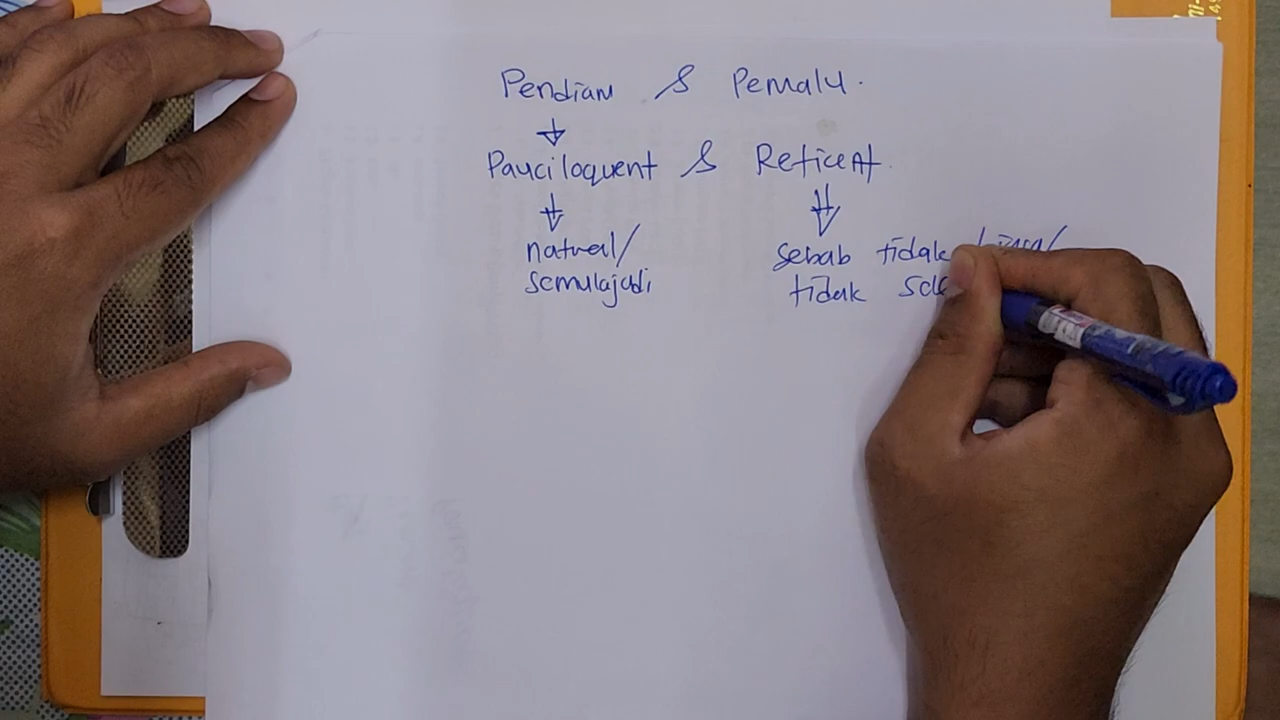 Pendiam & Pemalu.
Pauciloquent & Reticent.
natural/
semulajadi
sebab tidak
tidak